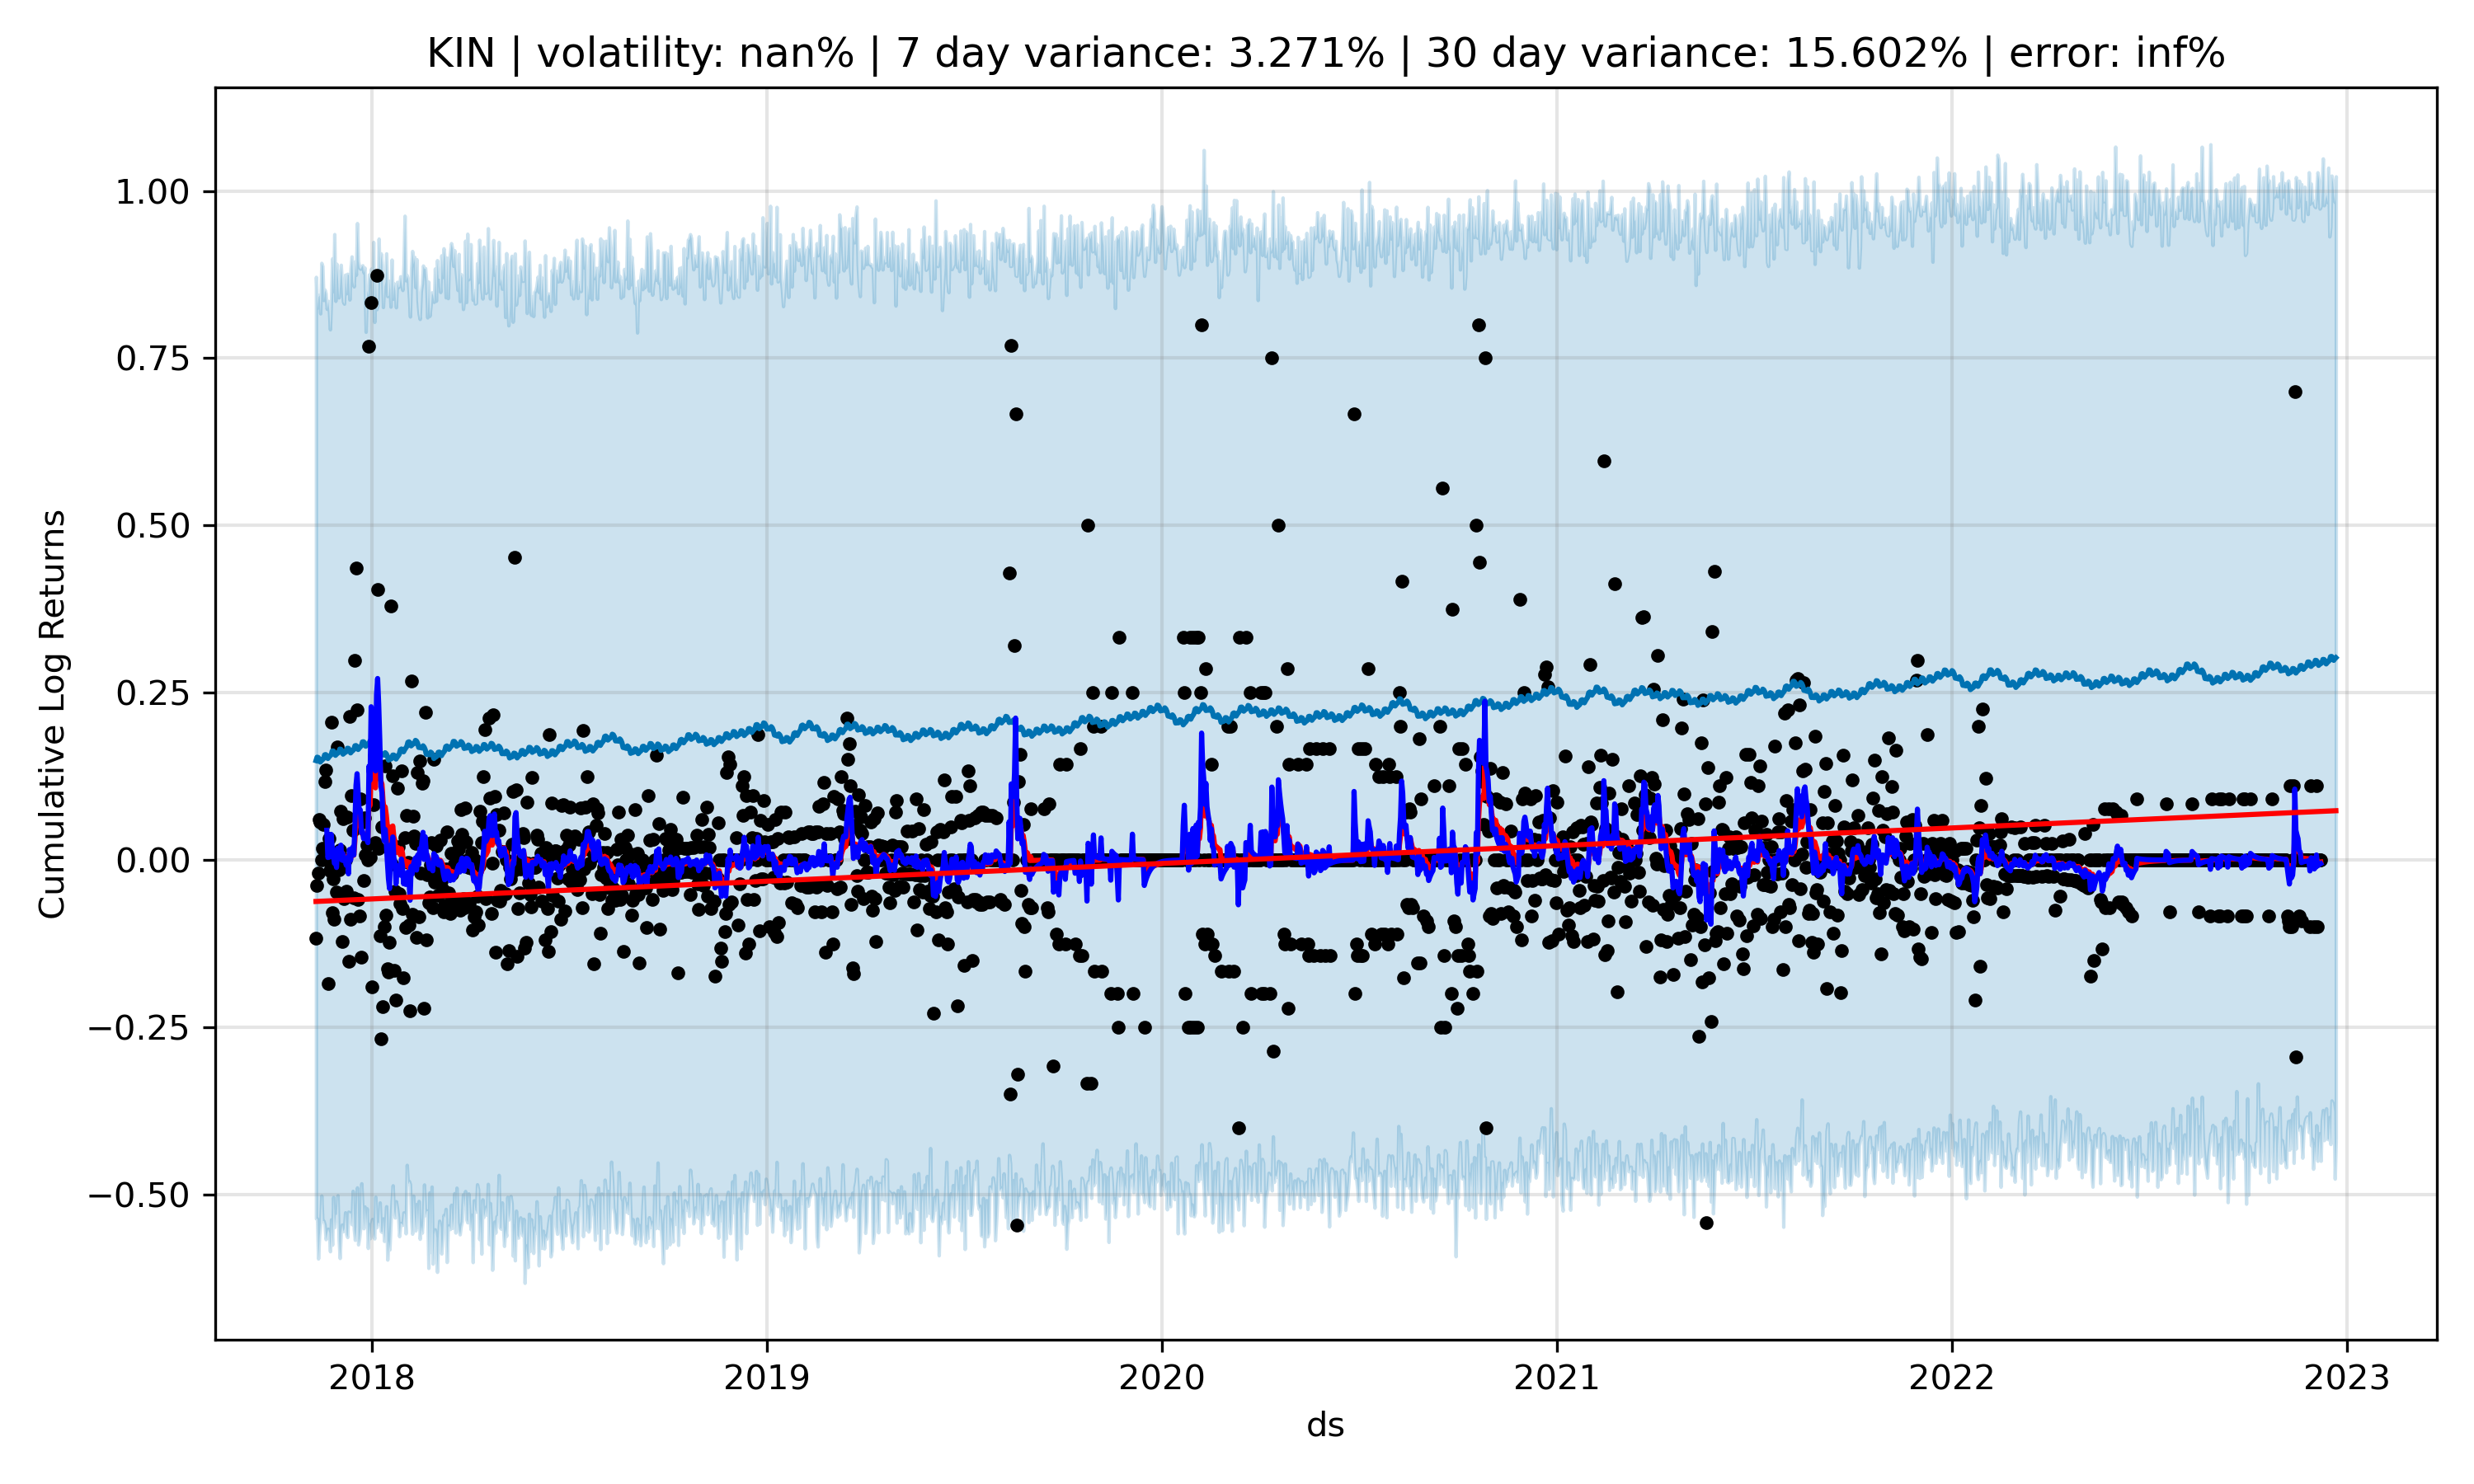 KIN | volatility: nan% | 7 day variance: 3.271% | 30 day variance: 15.602% | error: inf%
1.00
0.75
0.50
0.25
0.00
−0.25
−0.50
Cumulative Log Returns
2018 2019 2020 2021 2022 2023
ds